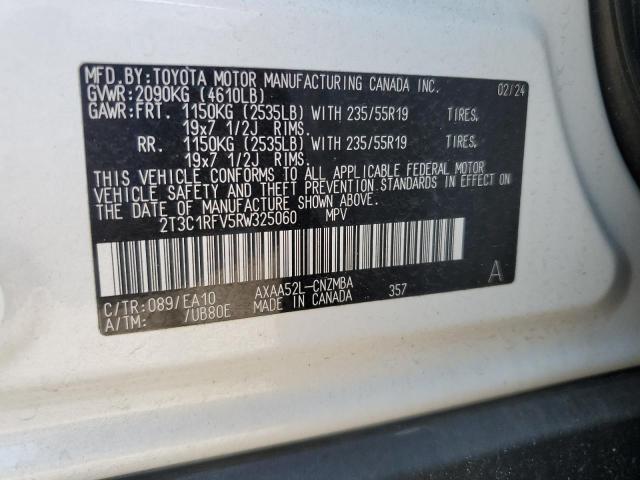 MFD.BY:TOYOTA MOTOR MANUFACTURING CANADA INC. 02/24
GVWR:2090KG (4610LB)
GAWR:FRT. 1150KG (2535LB) WITH 235/55R19 TIRES.
19x7 1/2J RIMS.
RR. 1150KG (2535LB) WITH 235/55R19 TIRES.
19x7 1/2J RIMS.
THIS VEHICLE CONFORMS TO ALL APPLICABLE FEDERAL MOTOR
VEHICLE SAFETY AND THEFT PREVENTION STANDARDS IN EFFECT ON
THE DATE OF MANUFACTURE SHOWN ABOVE.
2T3C1RFV5RW325060 MPV
C/TR:089/EA10 AXAA52L-CNZMBA 357 A
A/TM: /UB80E MADE IN CANADA